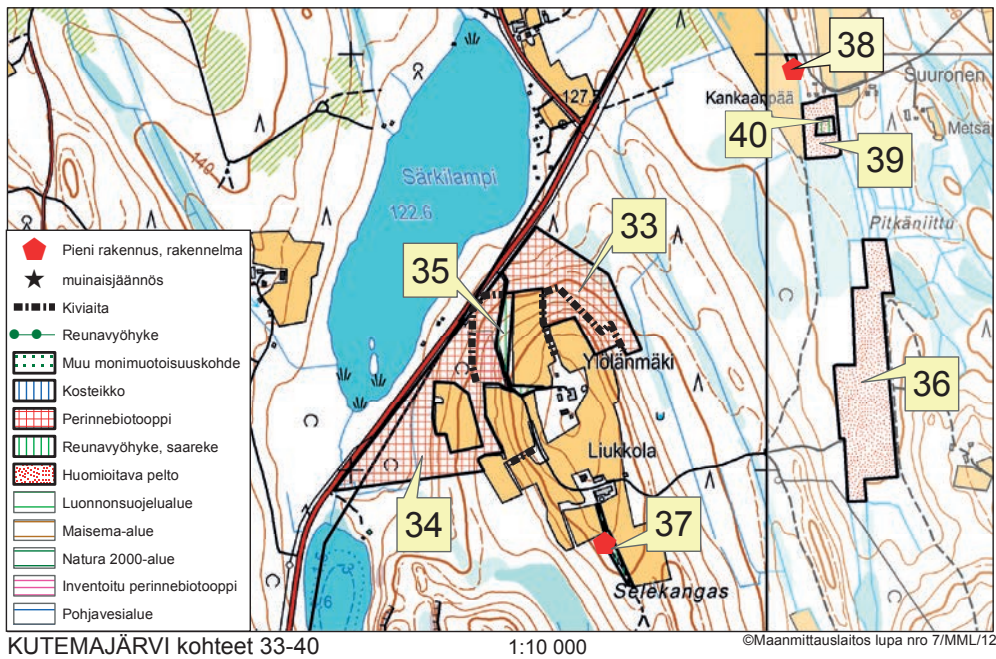 38
Suuronen
127.5
Kankaanpää
40
39
140
Särkilampi
122.6
Pitkäniittu
33
35
Ylölänmäki
36
Liukkola
34
37
Selekangas
Pieni rakennus, rakennelma
muinaisjäännös
Kiviaita
Reunavyöhyke
Muu monimuotoisuuskohde
Kosteikko
Perinnebiotooppi
Reunavyöhyke, saareke
Huomioitava pelto
Luonnonsuojelualue
Maisema-alue
Natura 2000-alue
Inventoitu perinnebiotooppi
Pohjavesialue
KUTEMAJÄRVI kohteet 33-40
1:10 000
©Maanmittauslaitos lupa nro 7/MML/12